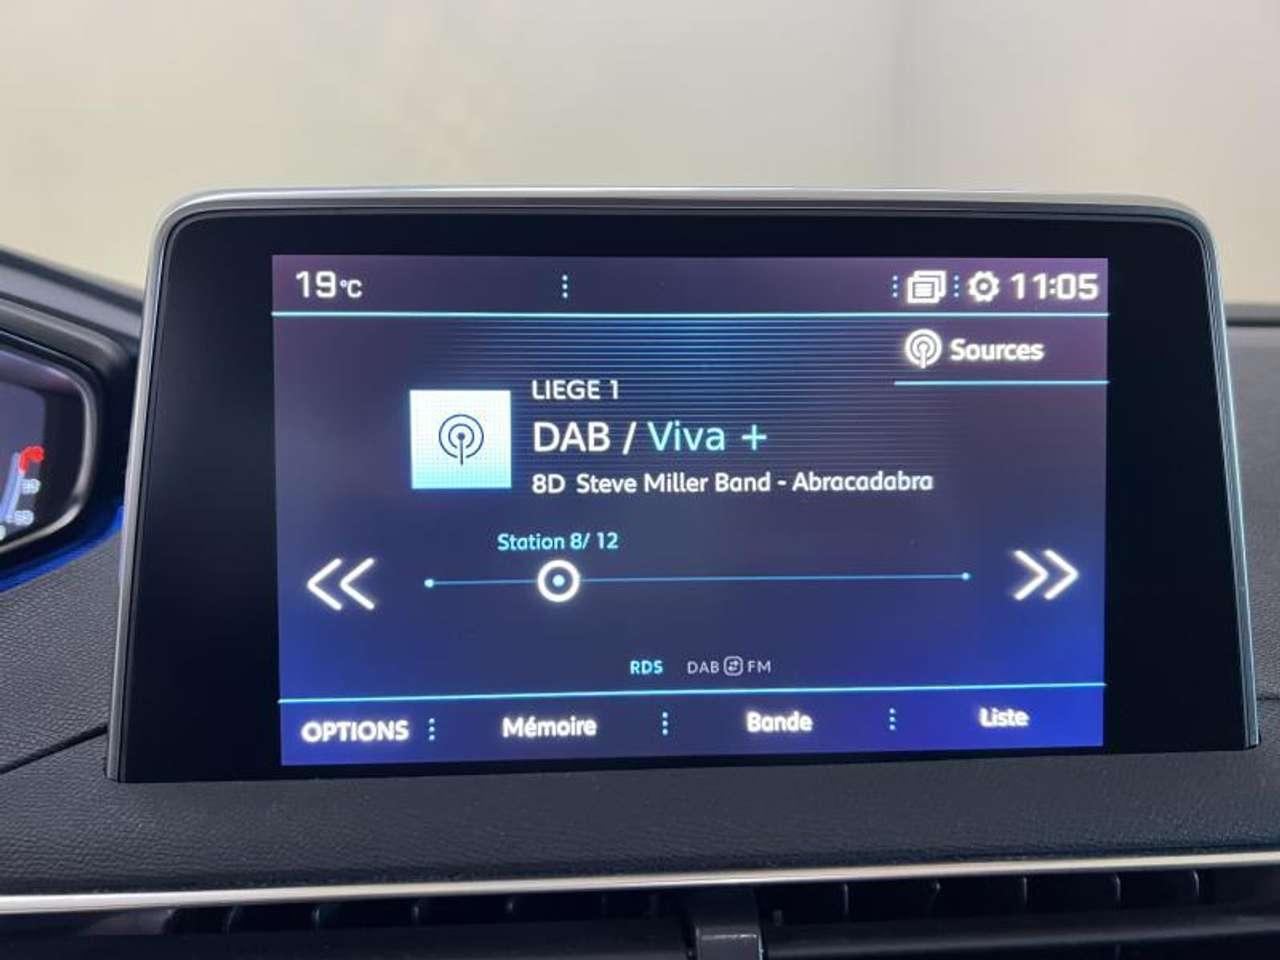 19°C 11:05
Sources
LIEGE 1
DAB / Viva +
8D Steve Miller Band - Abracadabra
Station 8/ 12
RDS DAB FM
OPTIONS Mémoire Bande Liste